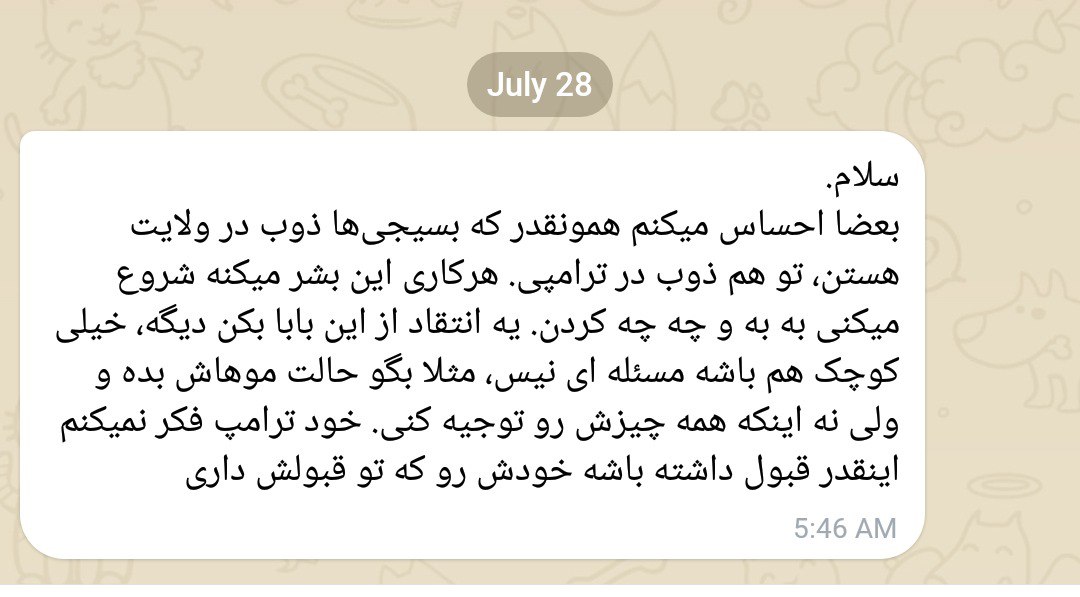 July 28
سلام.
بعضا احساس میکنم همونقدر که بسیجی‌ها ذوب در ولایت
هستن، تو هم ذوب در ترامپی. هرکاری این بشر میکنه شروع
میکنی به به و چه چه کردن. یه انتقاد از این بابا بکن دیگه، خیلی
کوچک هم باشه مسئله ای نیس، مثلا بگو حالت موهاش بده و
ولی نه اینکه همه چیزش رو توجیه کنی. خود ترامپ فکر نمیکنم
اینقدر قبول داشته باشه خودش رو که تو قبولش داری
5:46 AM